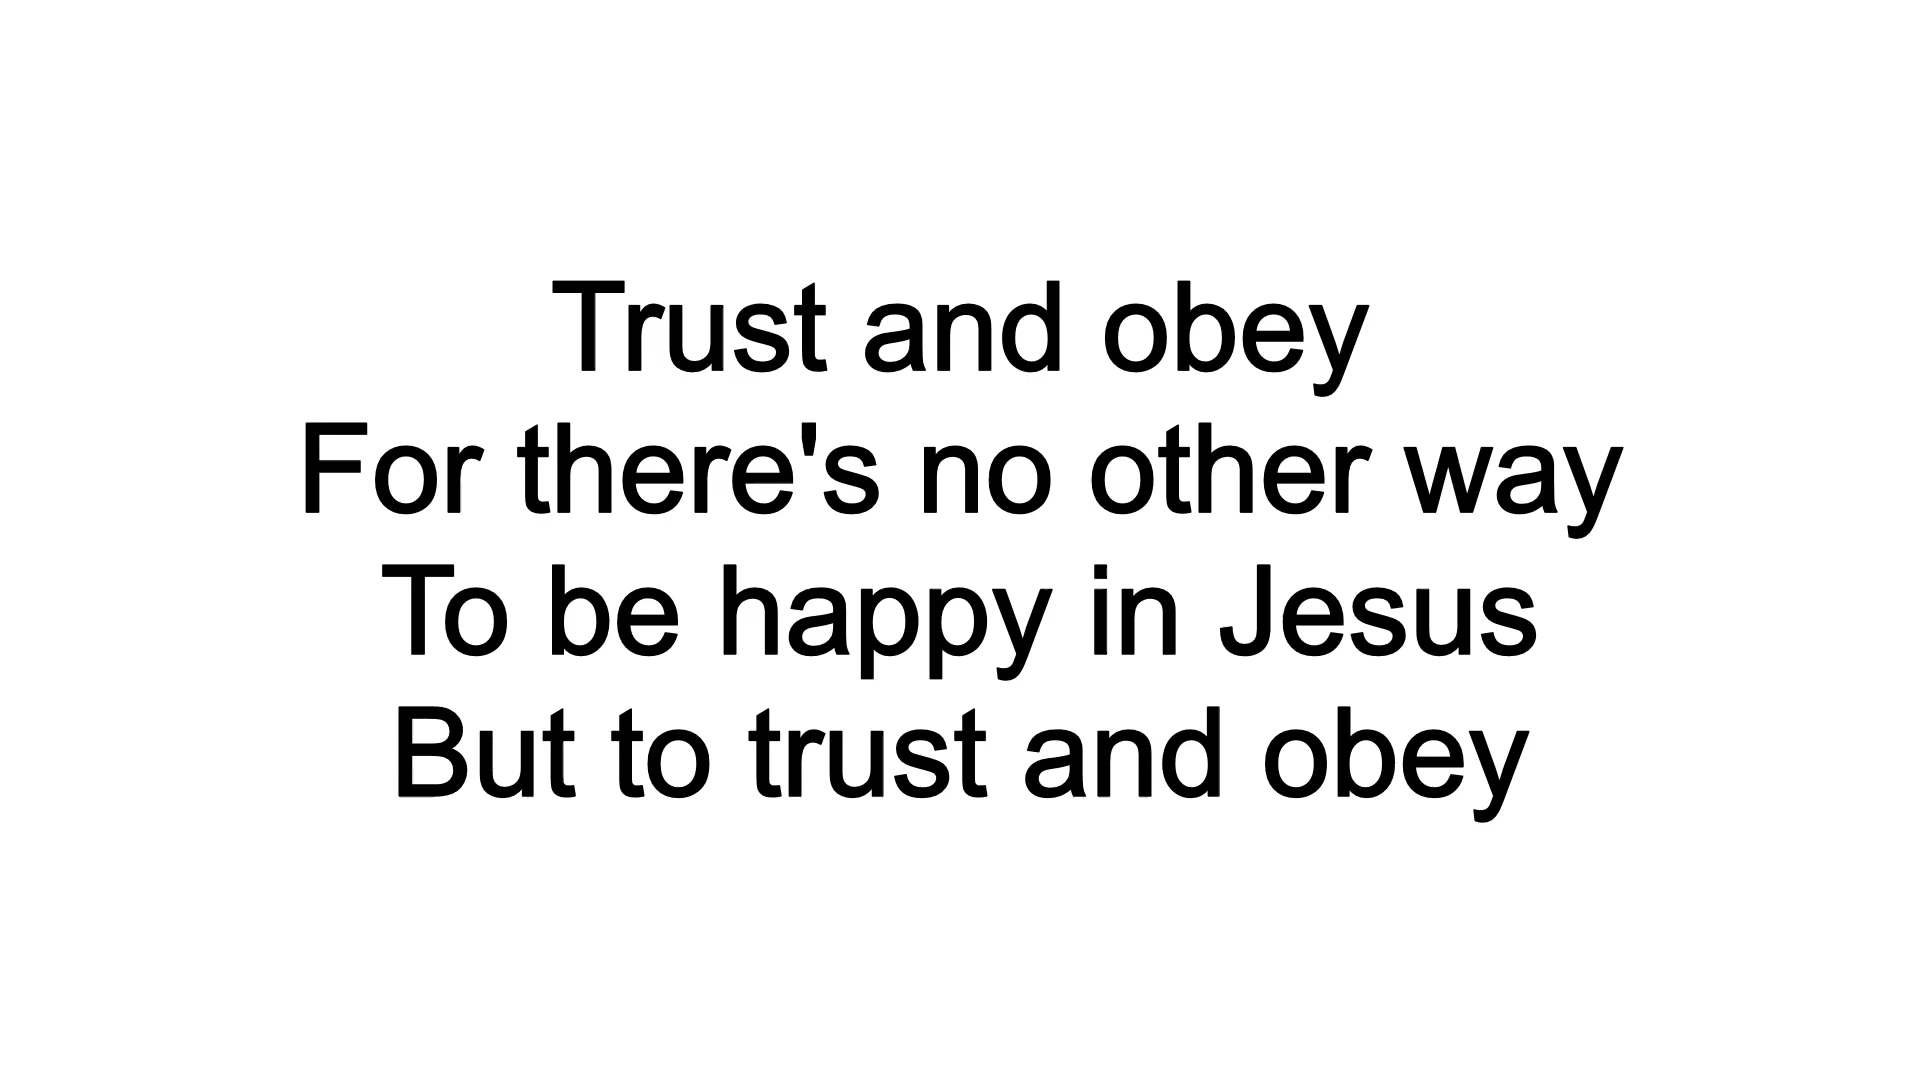 Trust and obey
For there's no other way
To be happy in Jesus
But to trust and obey